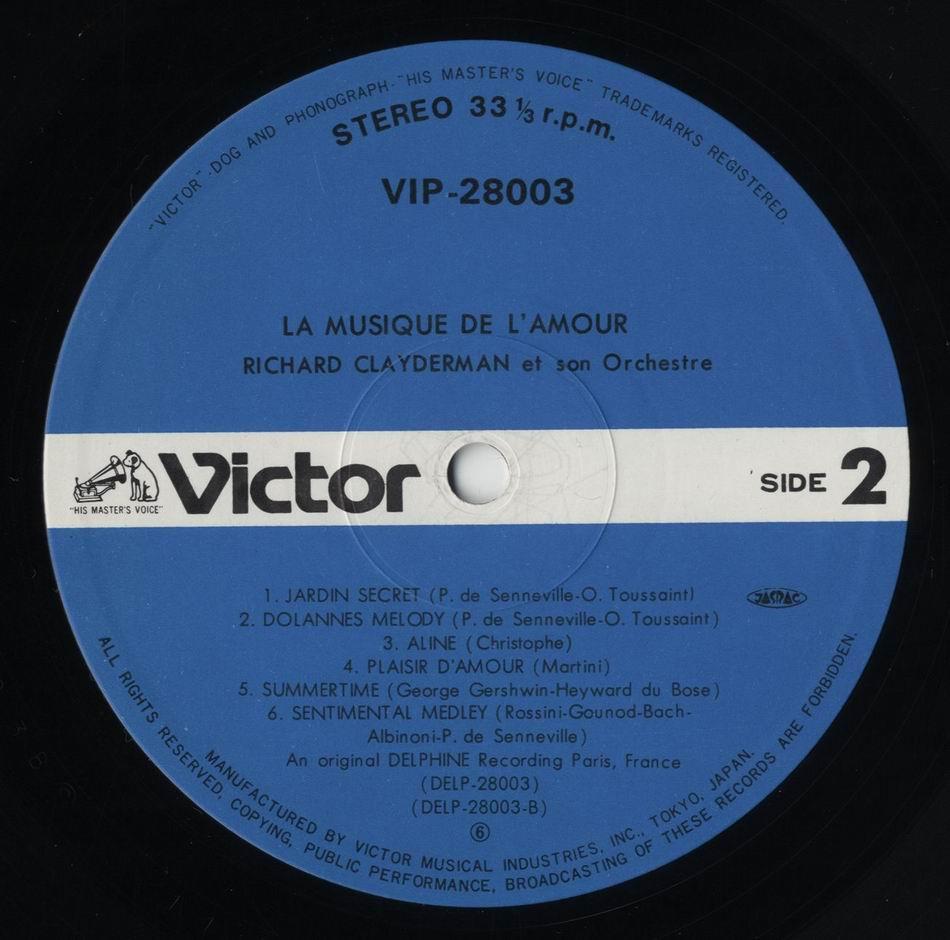 "VICTOR"-DOG AND PHONOGRAPH-"HIS MASTER'S VOICE" TRADEMARKS REGISTERED.
STEREO 33 ⅓ r.p.m.
VIP-28003
LA MUSIQUE DE L'AMOUR
RICHARD CLAYDERMAN et son Orchestre
"HIS MASTER'S VOICE"
Victor
SIDE 2
1. JARDIN SECRET (P. de Senneville-O. Toussaint)
JASRAC
2. DOLANNES MELODY (P. de Senneville-O. Toussaint)
3. ALINE (Christophe)
4. PLAISIR D'AMOUR (Martini)
5. SUMMERTIME (George Gershwin-Heyward du Bose)
6. SENTIMENTAL MEDLEY (Rossini-Gounod-Bach-
Albinoni-P. de Senneville)
An original DELPHINE Recording Paris, France
(DELP-28003)
(DELP-28003-B)
⑥
MANUFACTURED BY VICTOR MUSICAL INDUSTRIES, INC., TOKYO, JAPAN.
ALL RIGHTS RESERVED, COPYING, PUBLIC PERFORMANCE, BROADCASTING OF THESE RECORDS ARE FORBIDDEN.